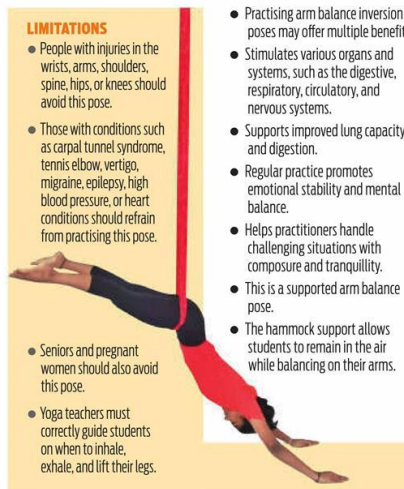 LIMITATIONS
● People with injuries in the
wrists, arms, shoulders,
spine, hips, or knees should
avoid this pose.
● Those with conditions such
as carpal tunnel syndrome,
tennis elbow, vertigo,
migraine, epilepsy, high
blood pressure, or heart
conditions should refrain
from practising this pose.
● Seniors and pregnant
women should also avoid
this pose.
● Yoga teachers must
correctly guide students
on when to inhale,
exhale, and lift their legs.
● Practising arm balance inversion
poses may offer multiple benefit
● Stimulates various organs and
systems, such as the digestive,
respiratory, circulatory, and
nervous systems.
● Supports improved lung capacity
and digestion.
● Regular practice promotes
emotional stability and mental
balance.
● Helps practitioners handle
challenging situations with
composure and tranquillity.
● This is a supported arm balance
pose.
● The hammock support allows
students to remain in the air
while balancing on their arms.